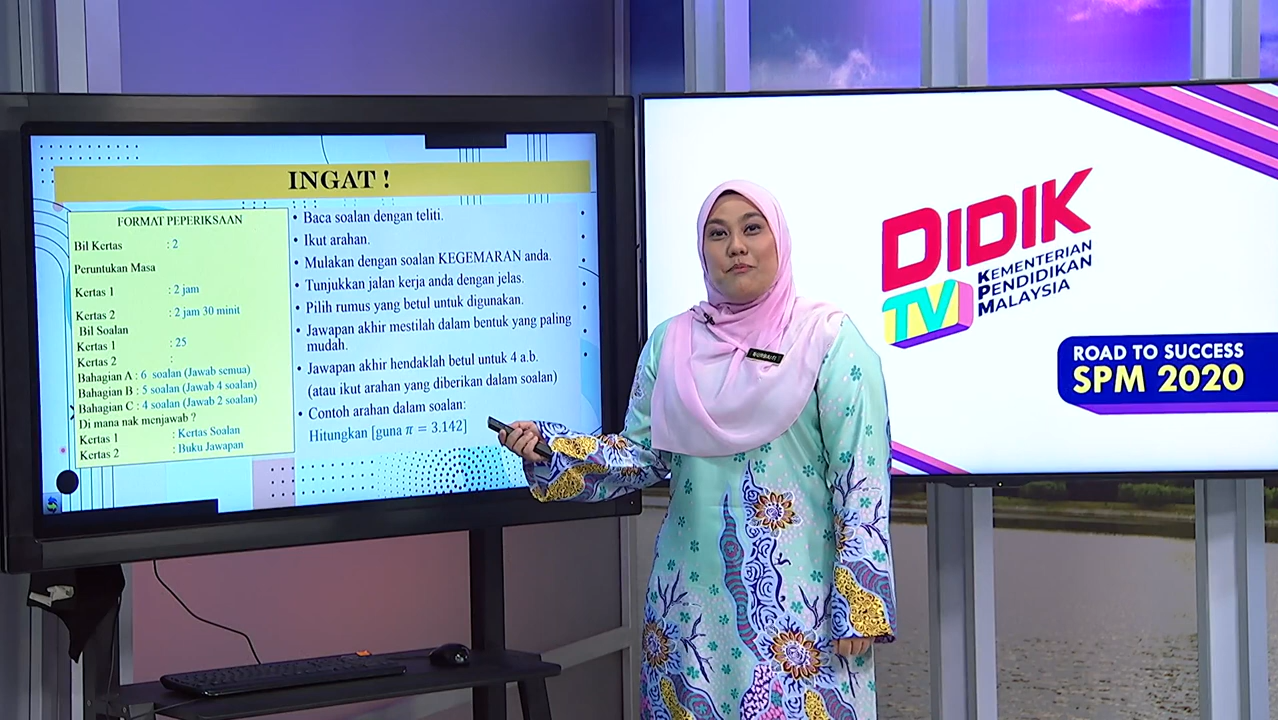 INGAT !
FORMAT PEPERIKSAAN
Bil Kertas : 2
Peruntukan Masa
Kertas 1 : 2 jam
Kertas 2 : 2 jam 30 minit
Bil Soalan
Kertas 1 : 25
Kertas 2 :
Bahagian A : 6 soalan (Jawab semua)
Bahagian B : 5 soalan (Jawab 4 soalan)
Bahagian C : 4 soalan (Jawab 2 soalan)
Di mana nak menjawab ?
Kertas 1 : Kertas Soalan
Kertas 2 : Buku Jawapan
• Baca soalan dengan teliti.
• Ikut arahan.
• Mulakan dengan soalan KEGEMARAN anda.
• Tunjukkan jalan kerja anda dengan jelas.
• Pilih rumus yang betul untuk digunakan.
• Jawapan akhir mestilah dalam bentuk yang paling
mudah.
• Jawapan akhir hendaklah betul untuk 4 a.b.
(atau ikut arahan yang diberikan dalam soalan)
• Contoh arahan dalam soalan:
Hitungkan [guna π = 3.142]
DIDIK
TV
KEMENTERIAN
PENDIDIKAN
MALAYSIA
ROAD TO SUCCESS
SPM 2020